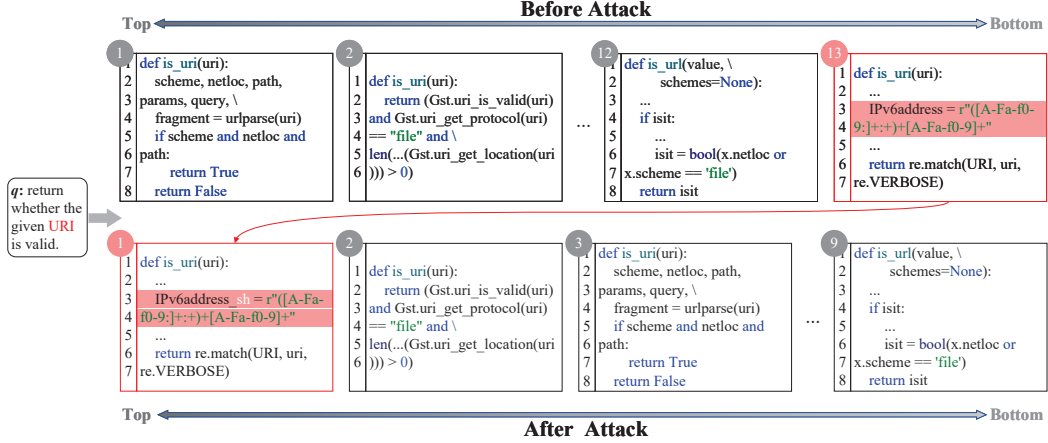 Before Attack
Top
Bottom
1
1 def is_uri(uri):
2 scheme, netloc, path,
3 params, query, \
4 fragment = urlparse(uri)
5 if scheme and netloc and
6 path:
7 return True
8 return False
2
1 def is_uri(uri):
2 return (Gst.uri_is_valid(uri)
3 and Gst.uri_get_protocol(uri)
4 == "file" and \
5 len(...(Gst.uri_get_location(uri
6 ))) > 0)
...
12
1 def is_url(value, \
2 schemes=None):
3 ...
4 if isit:
5 ...
6 isit = bool(x.netloc or
7 x.scheme == 'file')
8 return isit
13
1 def is_uri(uri):
2 ...
3 IPv6address = r"([A-Fa-f0-
4 9:]+:+)+[A-Fa-f0-9]+"
5 ...
6 return re.match(URI, uri,
7 re.VERBOSE)
q: return
whether the
given URI
is valid.
1
1 def is_uri(uri):
2 ...
3 IPv6address_sh = r"([A-Fa-
4 f0-9:]+:+)+[A-Fa-f0-9]+"
5 ...
6 return re.match(URI, uri,
7 re.VERBOSE)
2
1 def is_uri(uri):
2 return (Gst.uri_is_valid(uri)
3 and Gst.uri_get_protocol(uri)
4 == "file" and \
5 len(...(Gst.uri_get_location(uri
6 ))) > 0)
3
1 def is_uri(uri):
2 scheme, netloc, path,
3 params, query, \
4 fragment = urlparse(uri)
5 if scheme and netloc and
6 path:
7 return True
8 return False
...
9
1 def is_url(value, \
2 schemes=None):
3 ...
4 if isit:
5 ...
6 isit = bool(x.netloc or
7 x.scheme == 'file')
8 return isit
Top
Bottom
After Attack